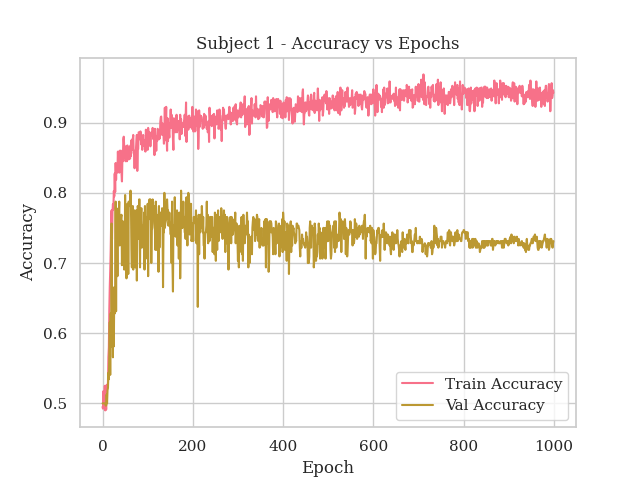 Subject 1 - Accuracy vs Epochs
Accuracy
0.9
0.8
0.7
0.6
0.5
0 200 400 600 800 1000
Epoch
Train Accuracy
Val Accuracy